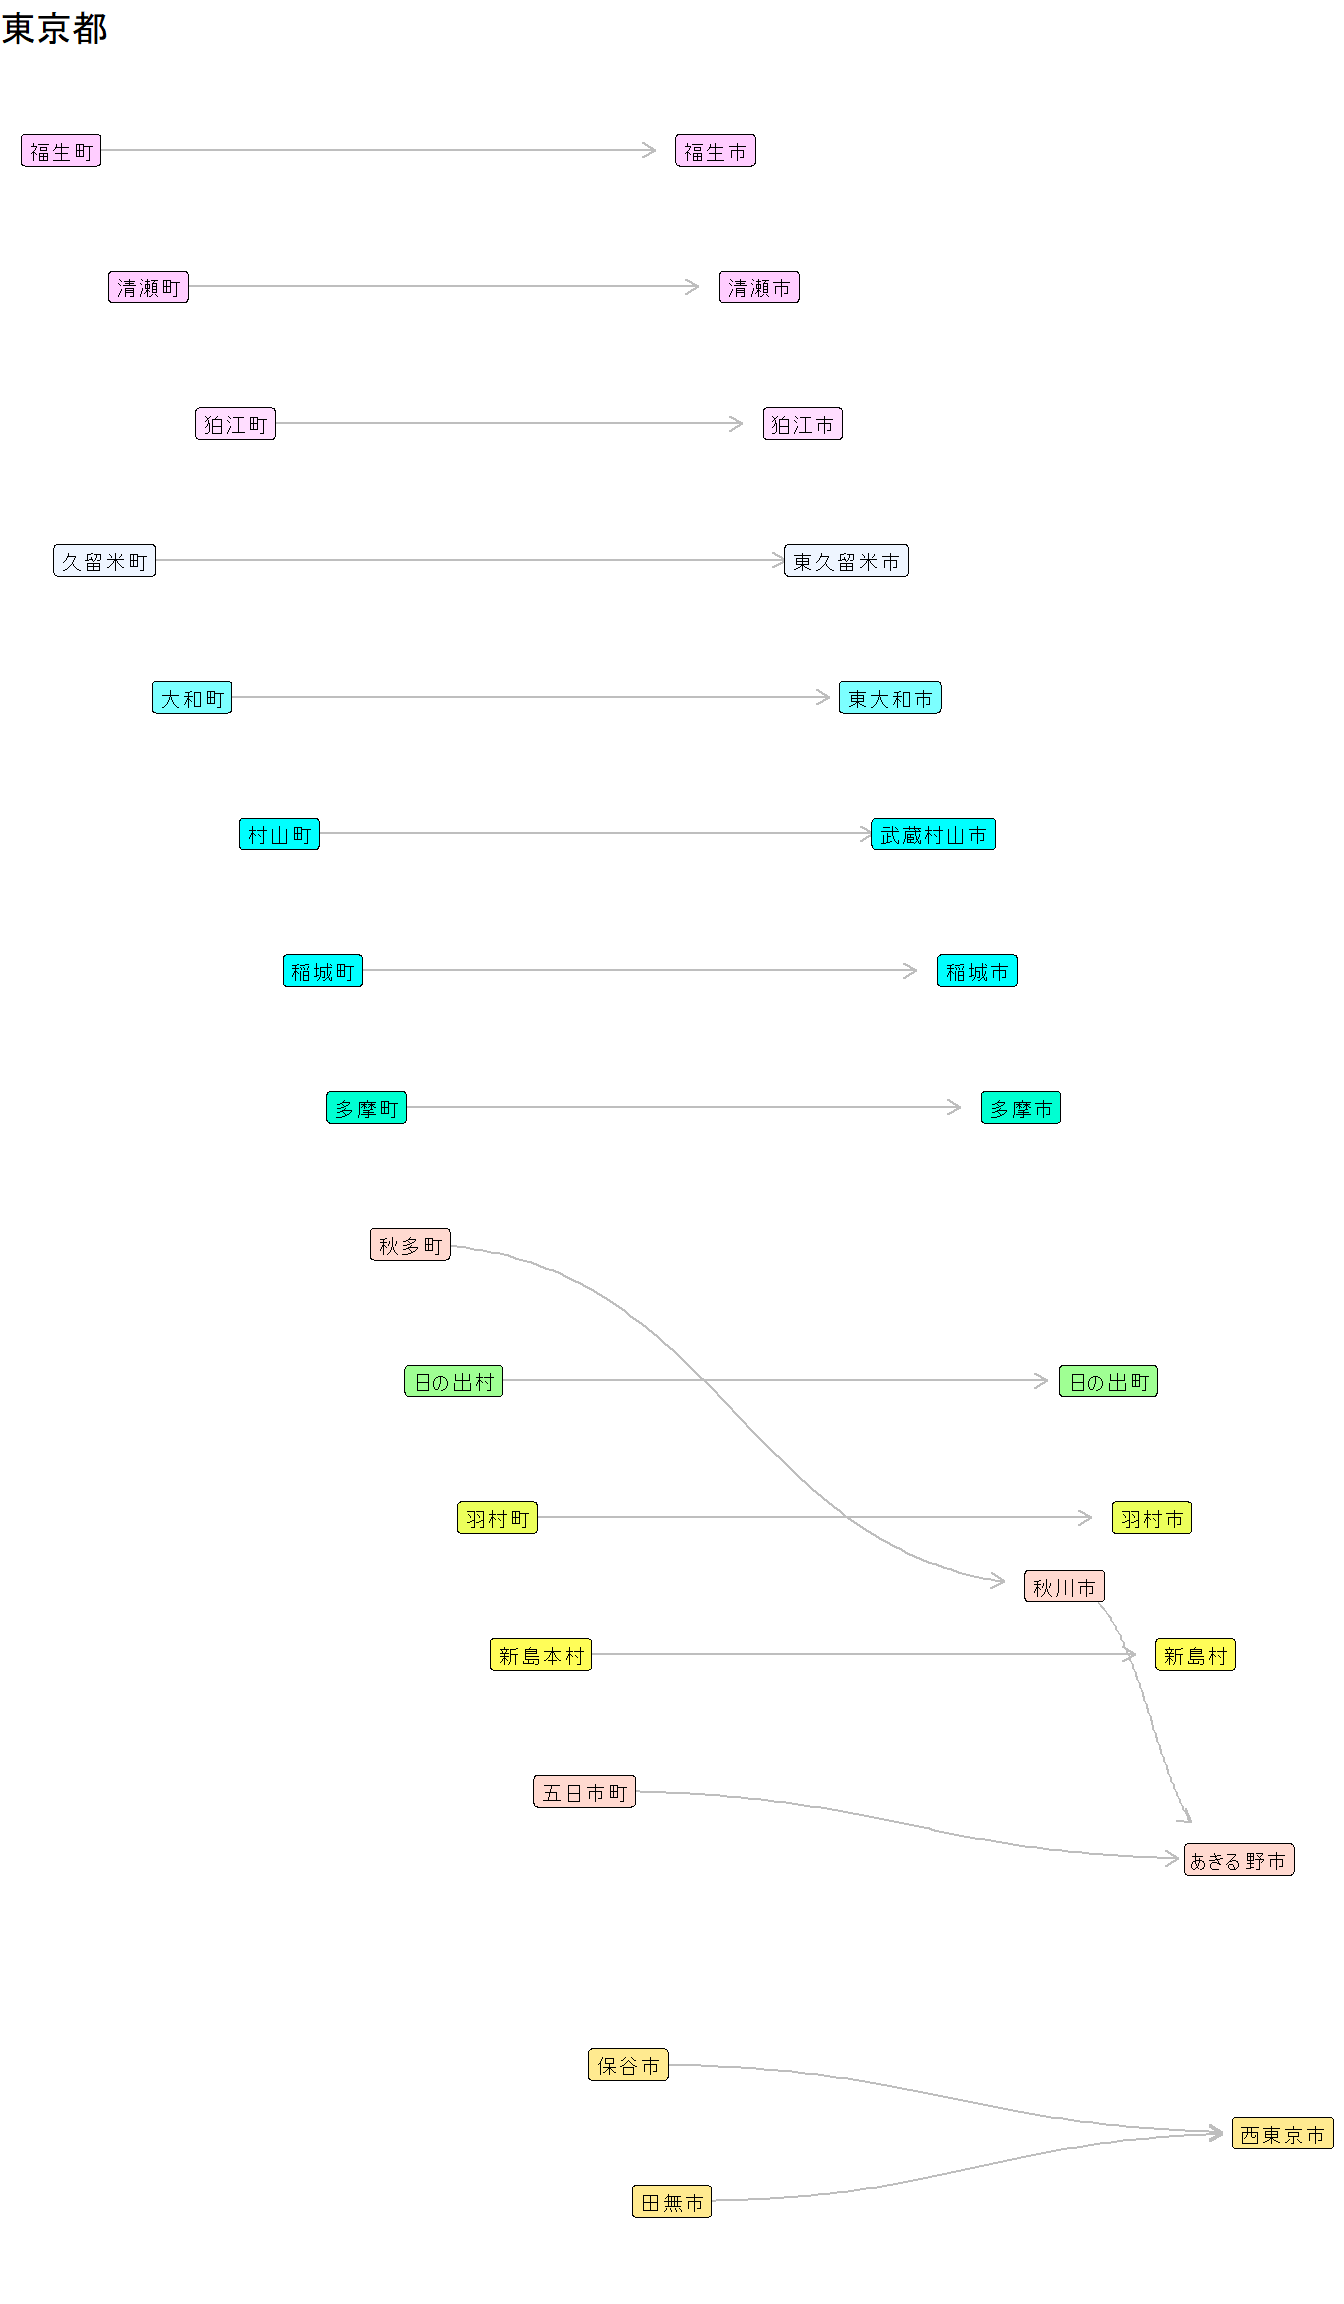 東京都
福生町
福生市
清瀬町
清瀬市
狛江町
狛江市
久留米町
東久留米市
大和町
東大和市
村山町
武蔵村山市
稲城町
稲城市
多摩町
多摩市
秋多町
日の出村
日の出町
羽村町
羽村市
秋川市
新島本村
新島村
五日市町
あきる野市
保谷市
西東京市
田無市